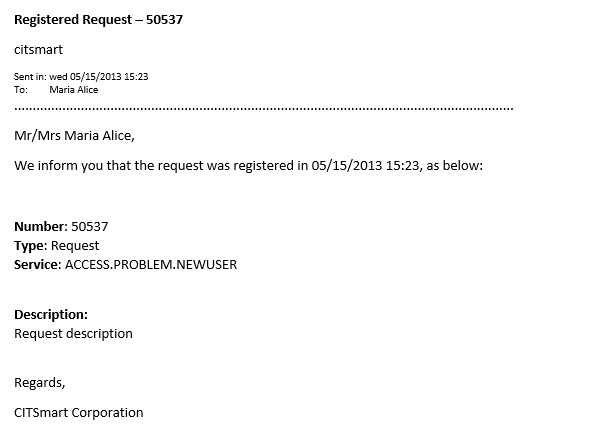 Registered Request – 50537
citsmart
Sent in: wed 05/15/2013 15:23
To: Maria Alice
Mr/Mrs Maria Alice,
We inform you that the request was registered in 05/15/2013 15:23, as below:
Number: 50537
Type: Request
Service: ACCESS.PROBLEM.NEWUSER
Description:
Request description
Regards,
CITSmart Corporation